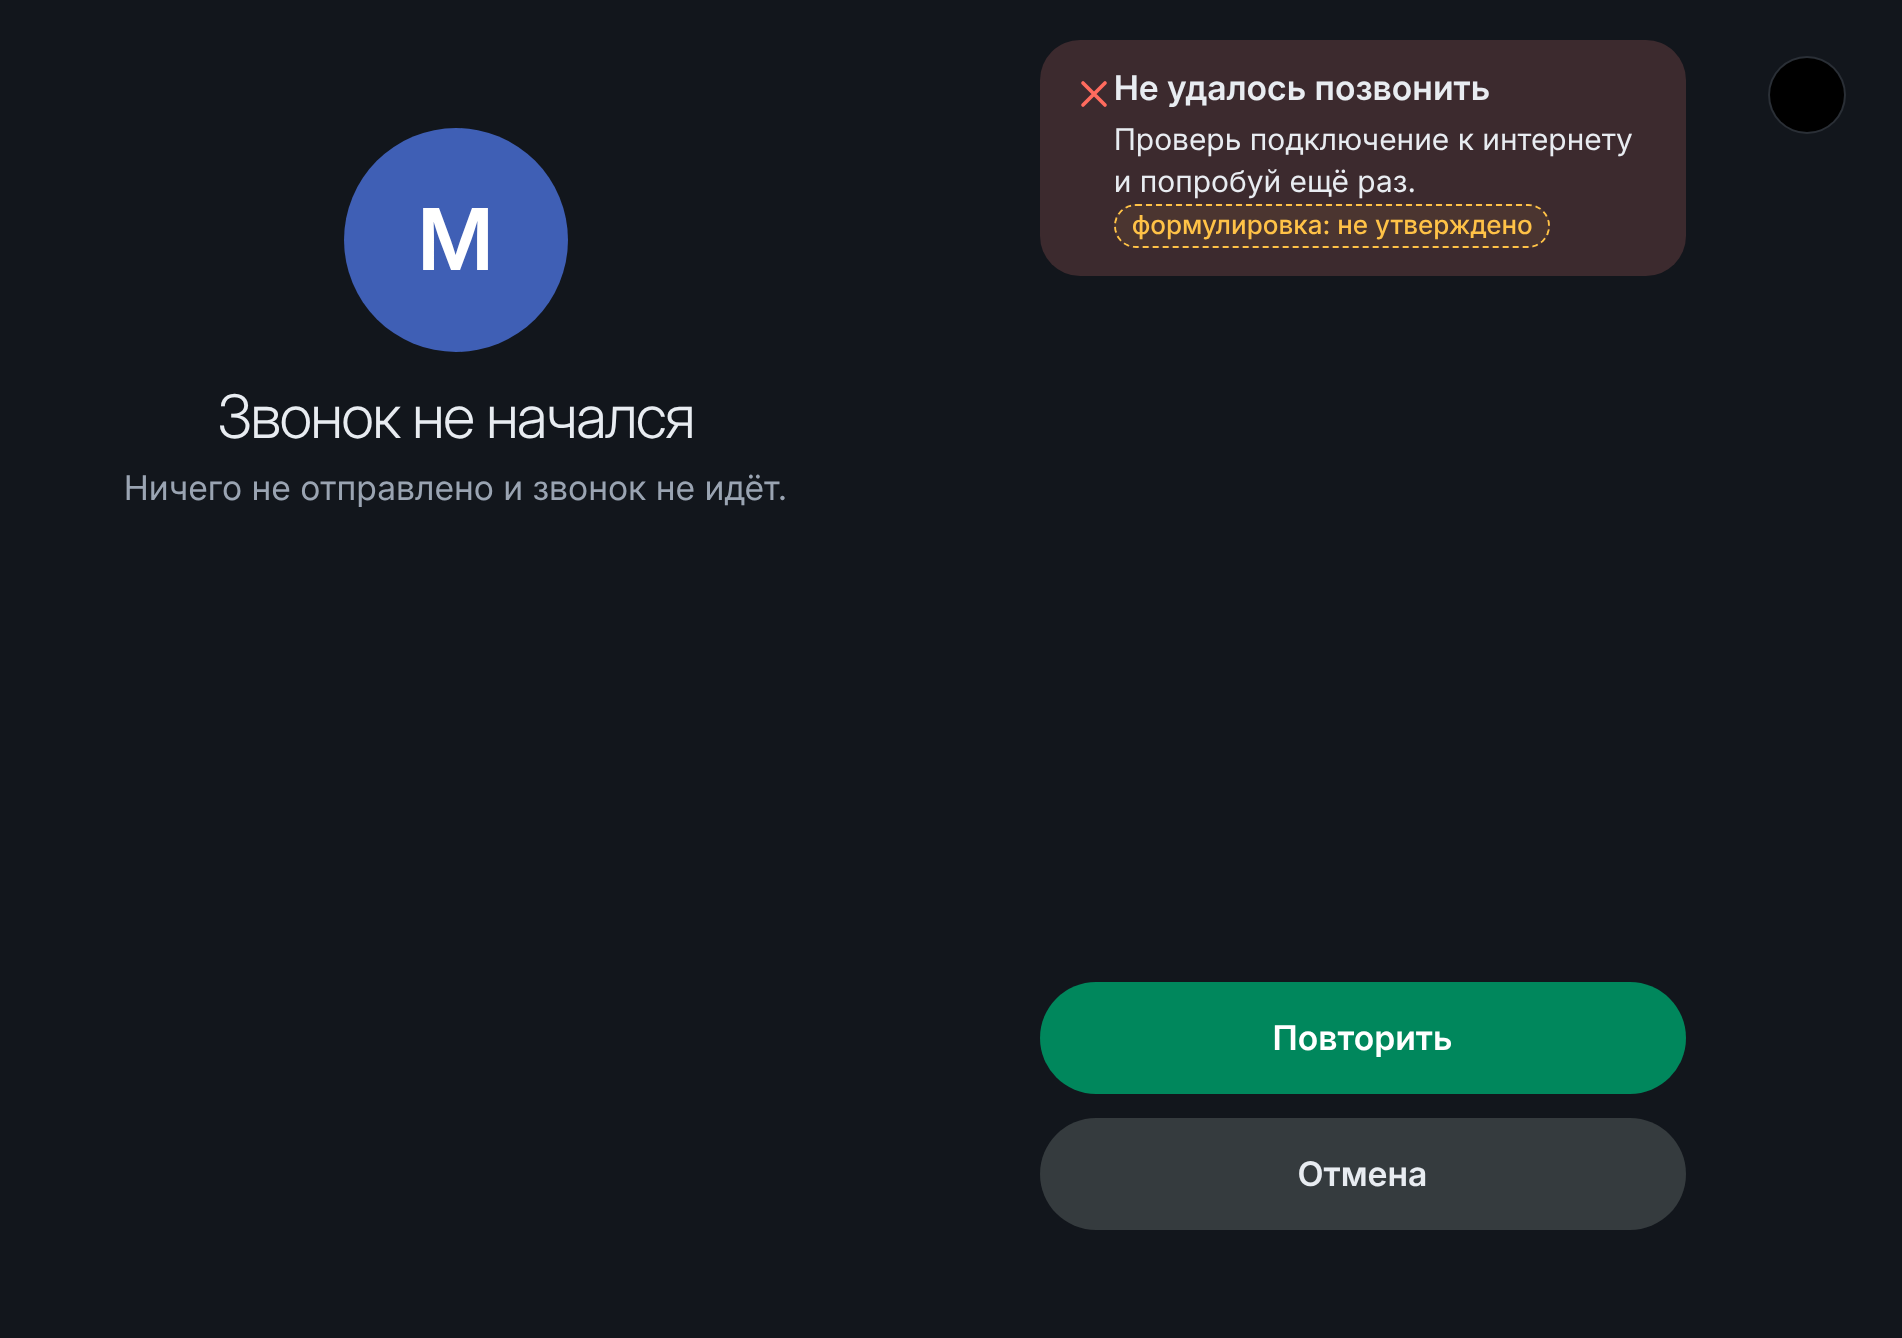 М
Звонок не начался
Ничего не отправлено и звонок не идёт.
Не удалось позвонить
Проверь подключение к интернету
и попробуй ещё раз.
формулировка: не утверждено
Повторить
Отмена